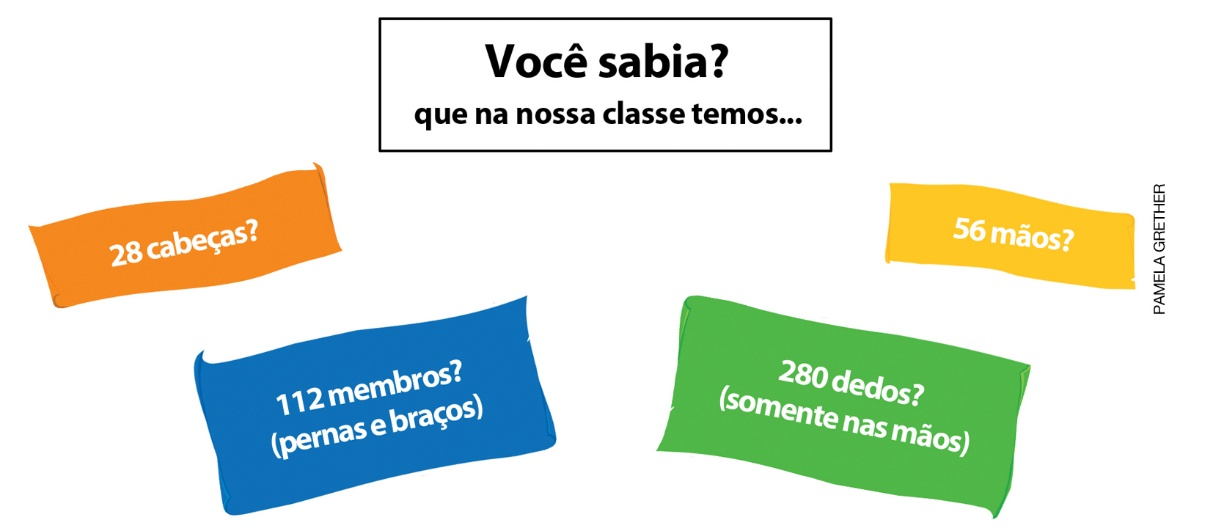 Você sabia?
que na nossa classe temos...
28 cabeças?
56 mãos?
112 membros?
(pernas e braços)
280 dedos?
(somente nas mãos)
PAMELA GRETHER